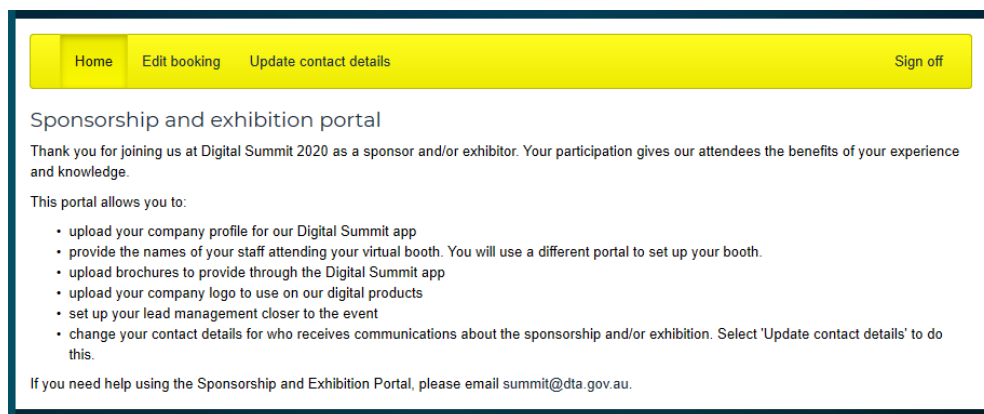 Home Edit booking Update contact details Sign off
Sponsorship and exhibition portal
Thank you for joining us at Digital Summit 2020 as a sponsor and/or exhibitor. Your participation gives our attendees the benefits of your experience
and knowledge.
This portal allows you to:
• upload your company profile for our Digital Summit app
• provide the names of your staff attending your virtual booth. You will use a different portal to set up your booth.
• upload brochures to provide through the Digital Summit app
• upload your company logo to use on our digital products
• set up your lead management closer to the event
• change your contact details for who receives communications about the sponsorship and/or exhibition. Select 'Update contact details' to do
this.
If you need help using the Sponsorship and Exhibition Portal, please email summit@dta.gov.au.